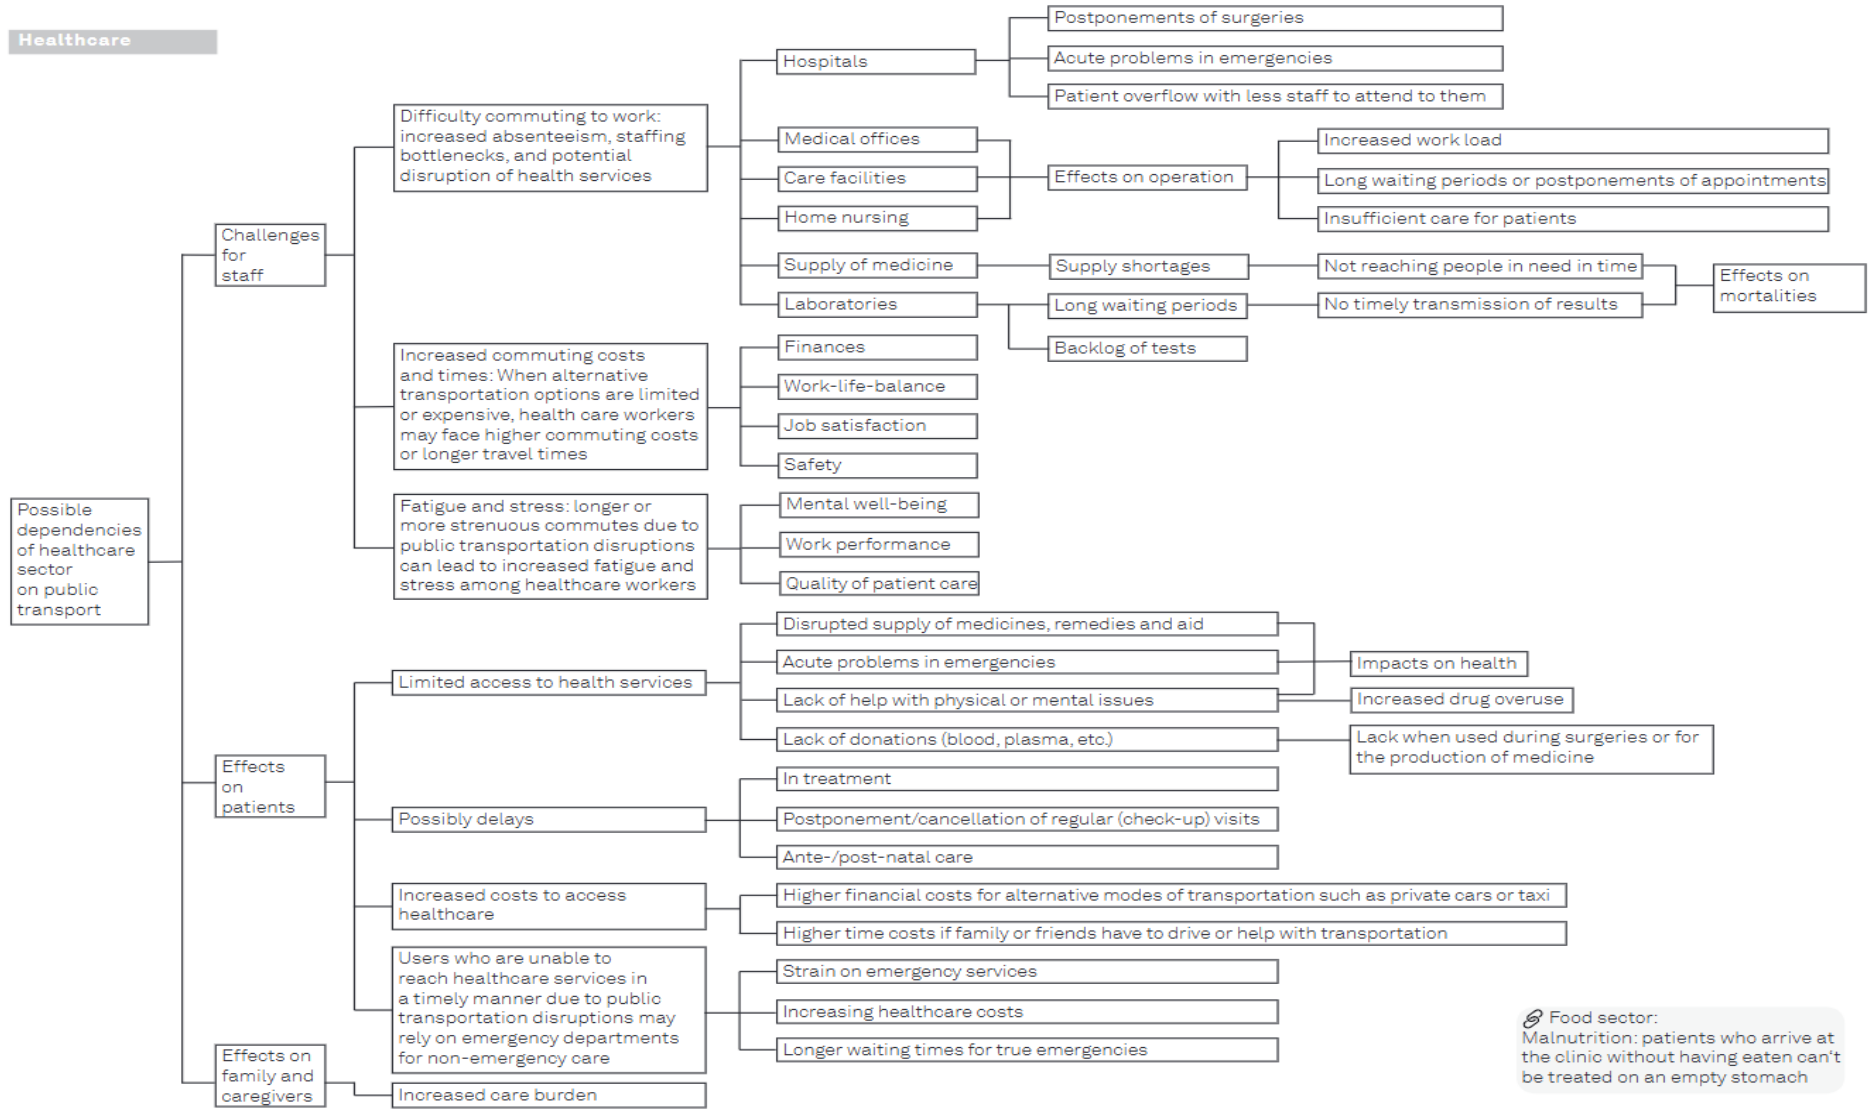 Healthcare
Possible
dependencies
of healthcare
sector
on public
transport
Challenges
for
staff
Difficulty commuting to work:
increased absenteeism, staffing
bottlenecks, and potential
disruption of health services
Hospitals
Postponements of surgeries
Acute problems in emergencies
Patient overflow with less staff to attend to them
Medical offices
Care facilities
Home nursing
Effects on operation
Increased work load
Long waiting periods or postponements of appointments
Insufficient care for patients
Supply of medicine
Supply shortages
Not reaching people in need in time
Laboratories
Long waiting periods
No timely transmission of results
Effects on
mortalities
Backlog of tests
Increased commuting costs
and times: When alternative
transportation options are limited
or expensive, health care workers
may face higher commuting costs
or longer travel times
Finances
Work-life-balance
Job satisfaction
Safety
Fatigue and stress: longer or
more strenuous commutes due to
public transportation disruptions
can lead to increased fatigue and
stress among healthcare workers
Mental well-being
Work performance
Quality of patient care
Effects
on
patients
Limited access to health services
Disrupted supply of medicines, remedies and aid
Acute problems in emergencies
Lack of help with physical or mental issues
Impacts on health
Increased drug overuse
Lack of donations (blood, plasma, etc.)
Lack when used during surgeries or for
the production of medicine
Possibly delays
In treatment
Postponement/cancellation of regular (check-up) visits
Ante-/post-natal care
Increased costs to access
healthcare
Higher financial costs for alternative modes of transportation such as private cars or taxi
Higher time costs if family or friends have to drive or help with transportation
Users who are unable to
reach healthcare services in
a timely manner due to public
transportation disruptions may
rely on emergency departments
for non-emergency care
Strain on emergency services
Increasing healthcare costs
Longer waiting times for true emergencies
Effects on
family and
caregivers
Increased care burden
Food sector:
Malnutrition: patients who arrive at
the clinic without having eaten can't
be treated on an empty stomach